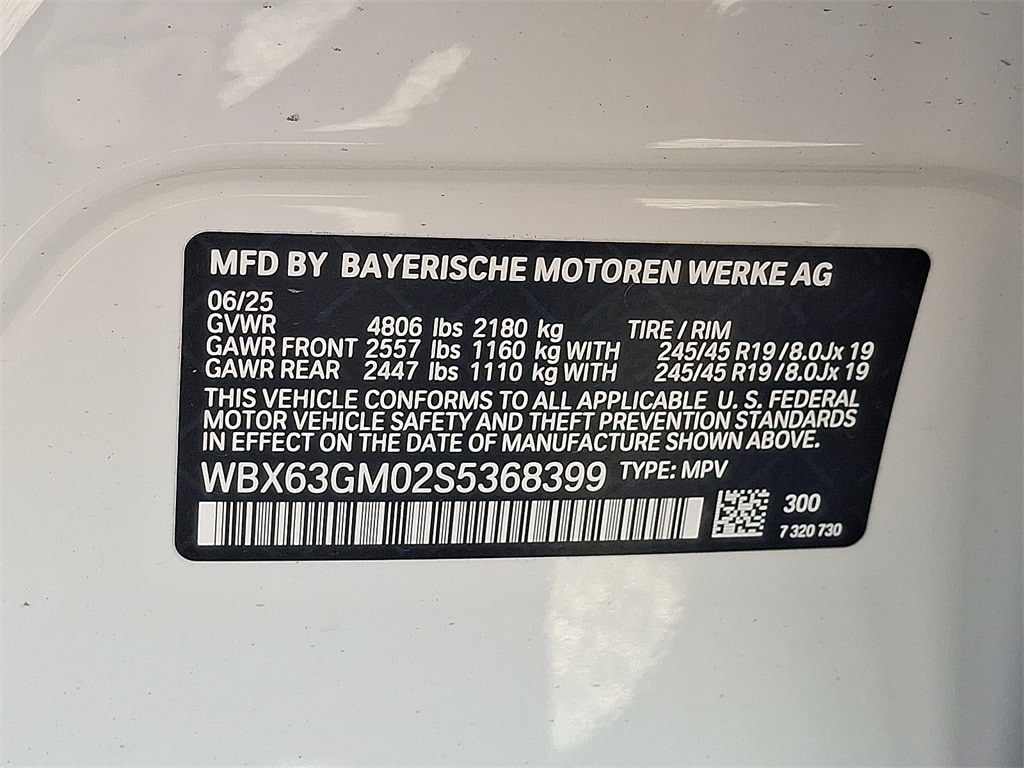 MFD BY BAYERISCHE MOTOREN WERKE AG
06/25
GVWR 4806 lbs 2180 kg TIRE / RIM
GAWR FRONT 2557 lbs 1160 kg WITH 245/45 R19 /8.0Jx 19
GAWR REAR 2447 lbs 1110 kg WITH 245/45 R19 /8.0Jx 19
THIS VEHICLE CONFORMS TO ALL APPLICABLE U. S. FEDERAL
MOTOR VEHICLE SAFETY AND THEFT PREVENTION STANDARDS
IN EFFECT ON THE DATE OF MANUFACTURE SHOWN ABOVE.
WBX63GM02S5368399 TYPE: MPV
300
7 320 730